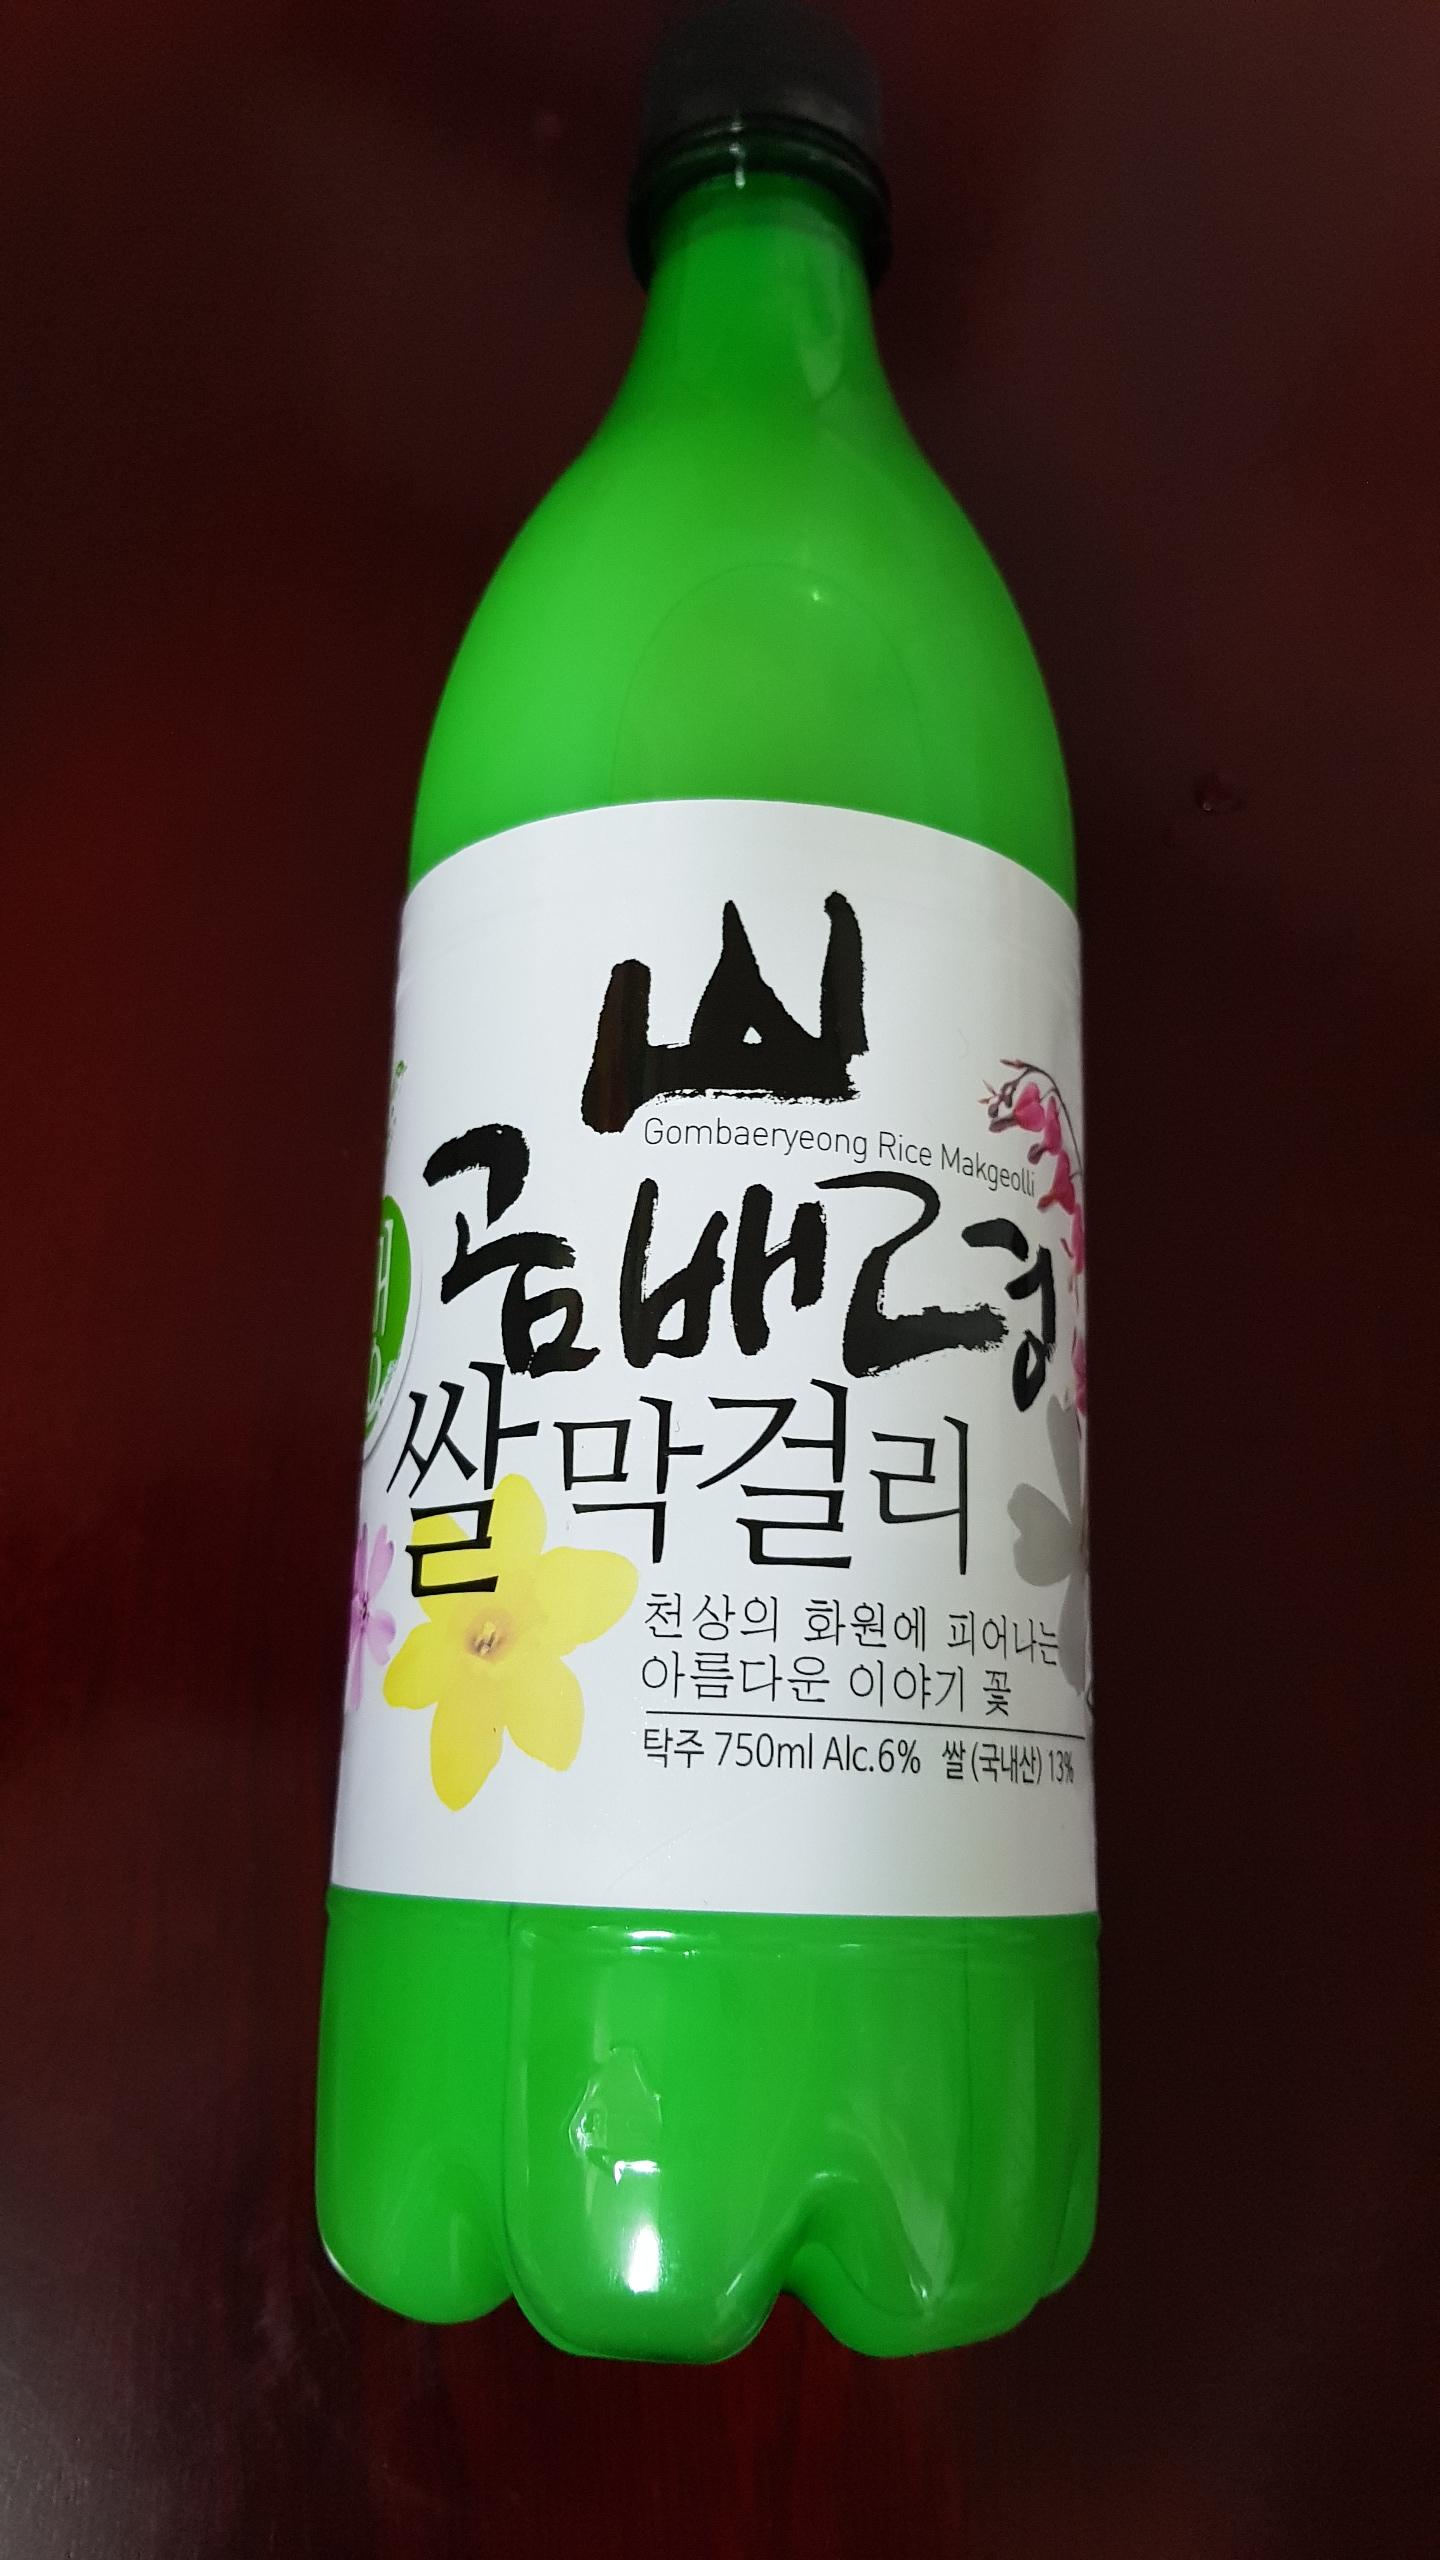 山
Gombaeryeong Rice Makgeolli
곰배령
쌀막걸리
천상의 화원에 피어나는
아름다운 이야기 꽃
탁주 750ml Alc.6% 쌀 (국내산) 13%